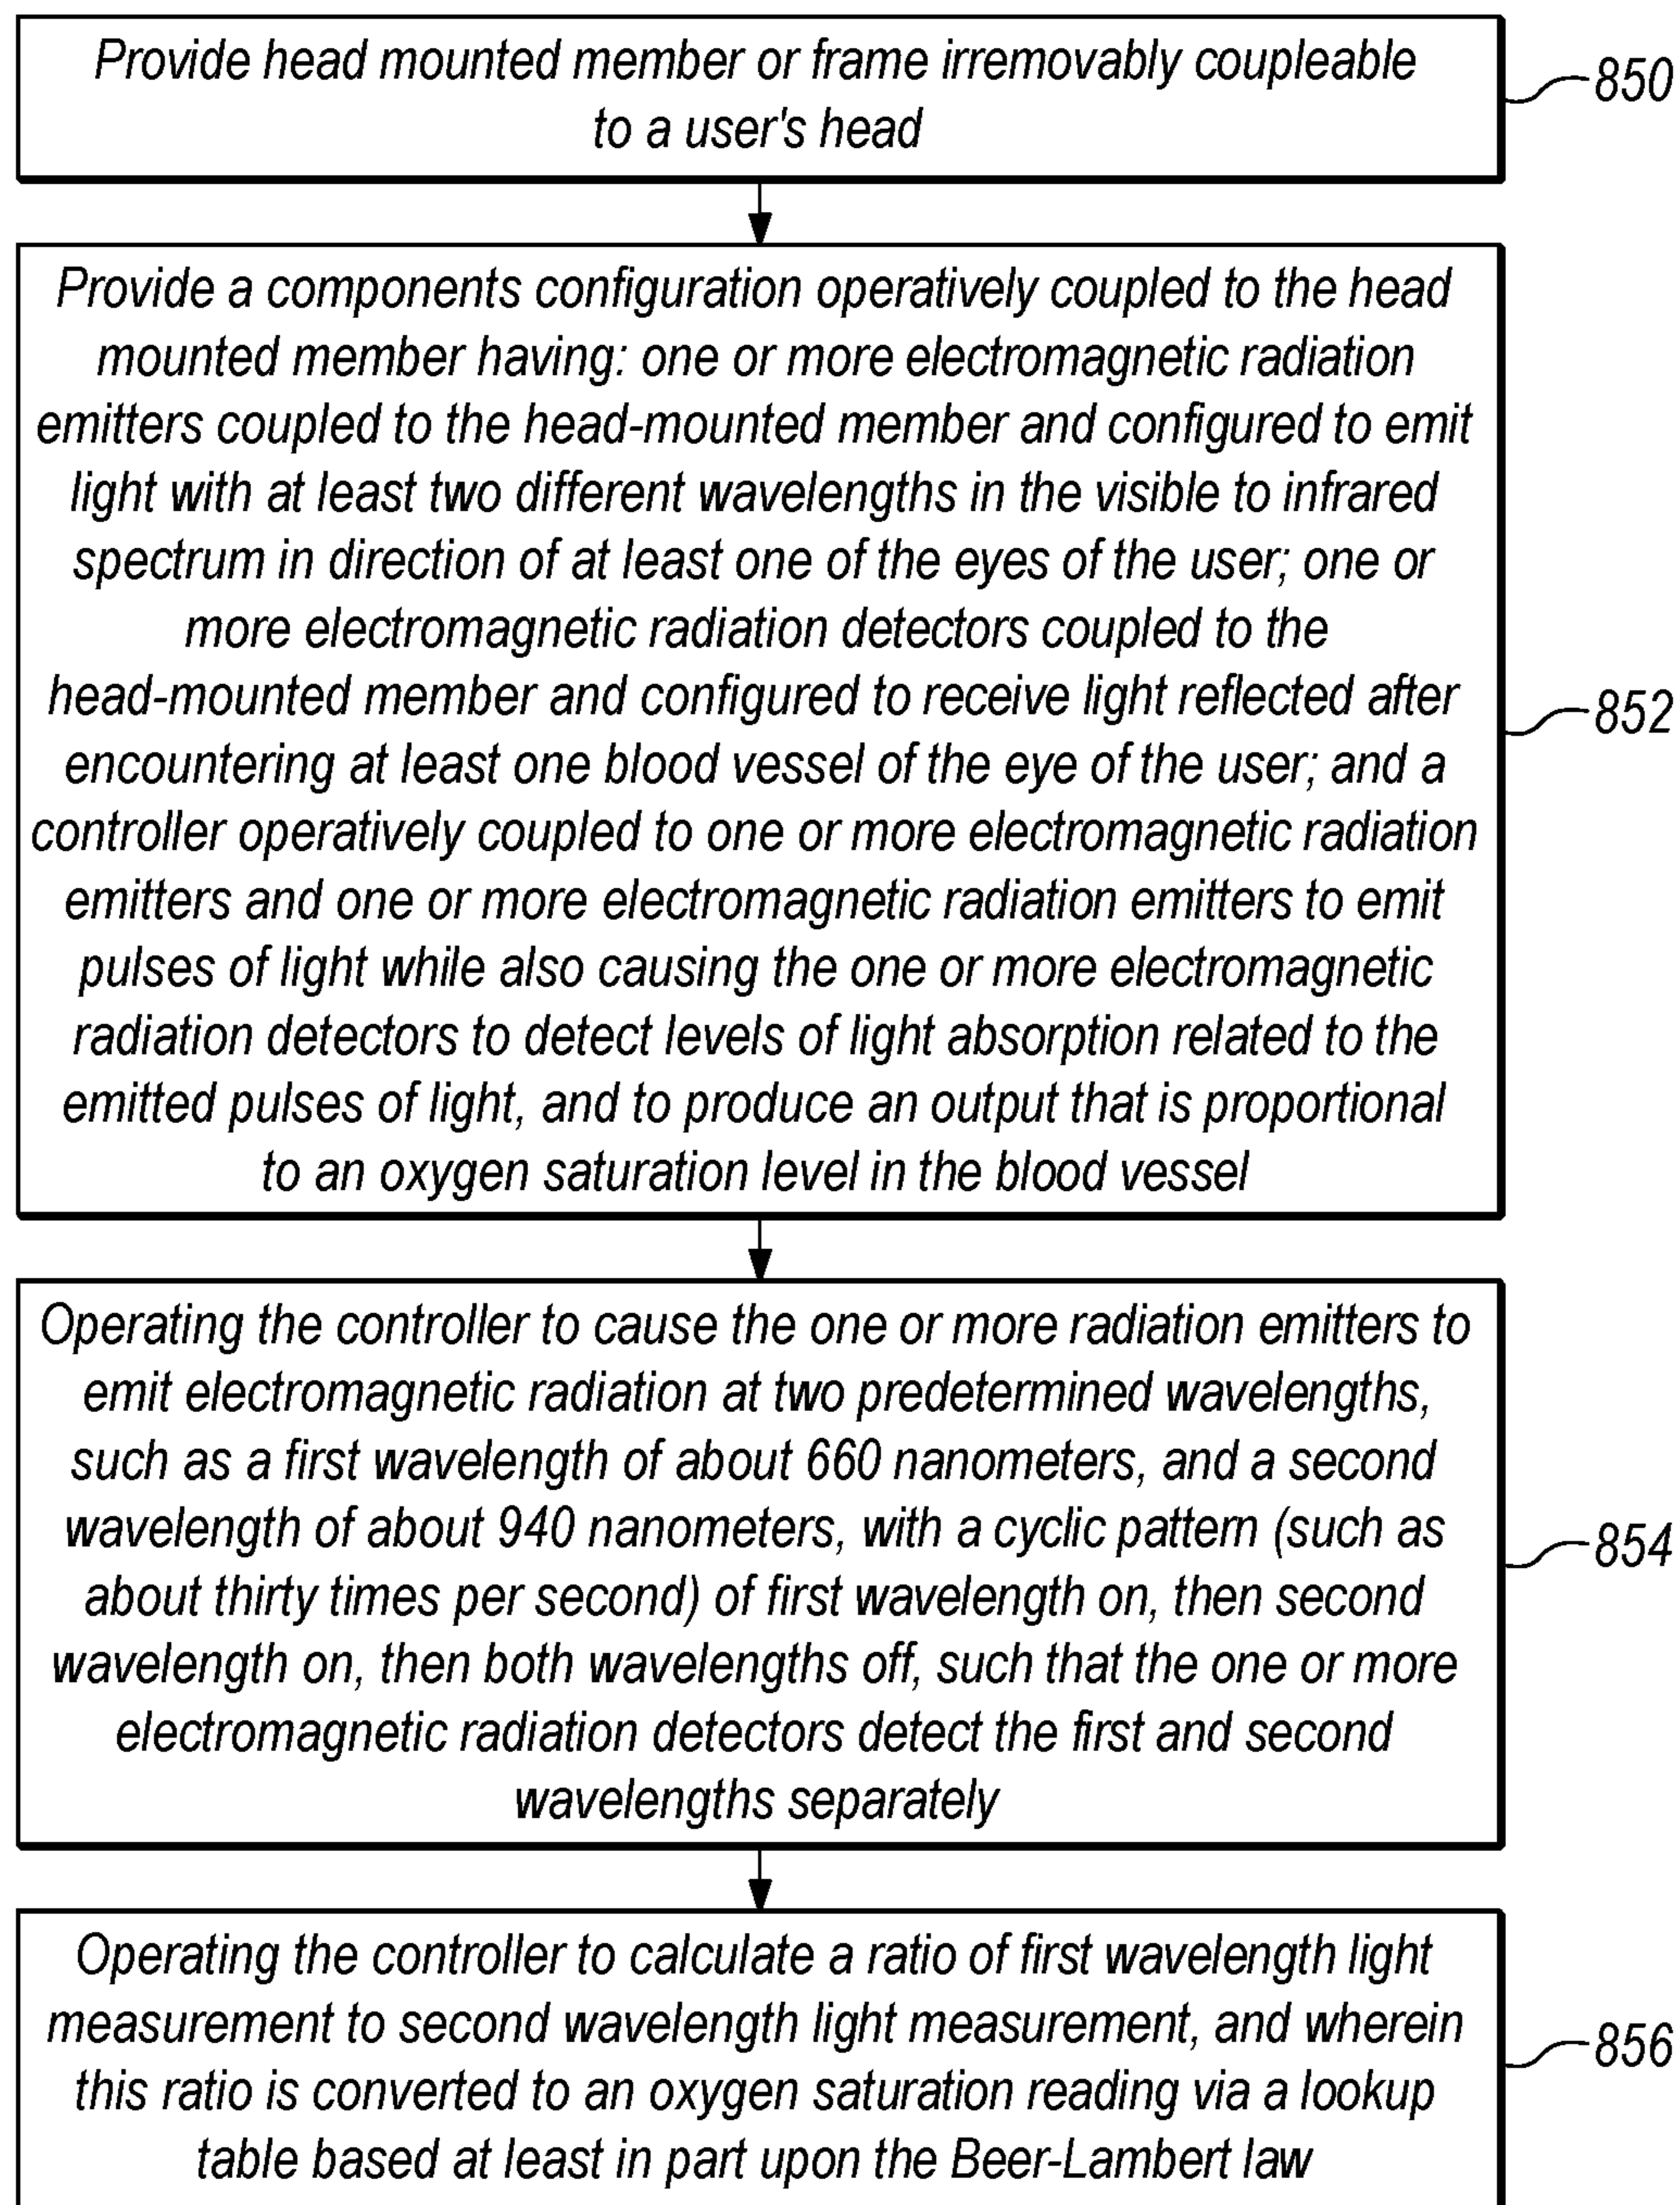 Provide head mounted member or frame irremovably coupleable
to a user's head
850
Provide a components configuration operatively coupled to the head
mounted member having: one or more electromagnetic radiation
emitters coupled to the head-mounted member and configured to emit
light with at least two different wavelengths in the visible to infrared
spectrum in direction of at least one of the eyes of the user; one or
more electromagnetic radiation detectors coupled to the
head-mounted member and configured to receive light reflected after
encountering at least one blood vessel of the eye of the user; and a
controller operatively coupled to one or more electromagnetic radiation
emitters and one or more electromagnetic radiation emitters to emit
pulses of light while also causing the one or more electromagnetic
radiation detectors to detect levels of light absorption related to the
emitted pulses of light, and to produce an output that is proportional
to an oxygen saturation level in the blood vessel
852
Operating the controller to cause the one or more radiation emitters to
emit electromagnetic radiation at two predetermined wavelengths,
such as a first wavelength of about 660 nanometers, and a second
wavelength of about 940 nanometers, with a cyclic pattern (such as
about thirty times per second) of first wavelength on, then second
wavelength on, then both wavelengths off, such that the one or more
electromagnetic radiation detectors detect the first and second
wavelengths separately
854
Operating the controller to calculate a ratio of first wavelength light
measurement to second wavelength light measurement, and wherein
this ratio is converted to an oxygen saturation reading via a lookup
table based at least in part upon the Beer-Lambert law
856